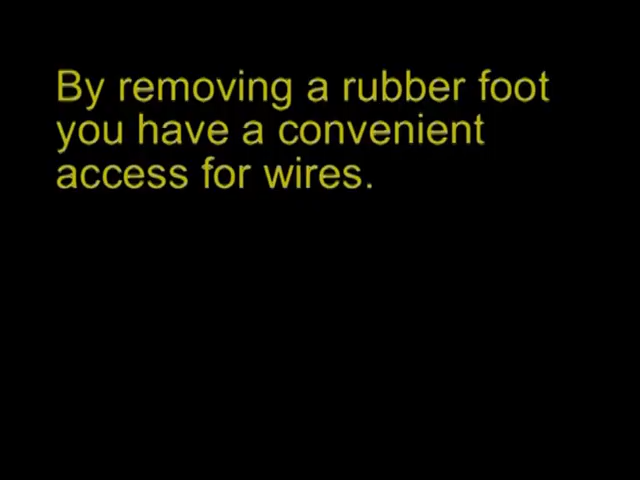 By removing a rubber foot
you have a convenient
access for wires.